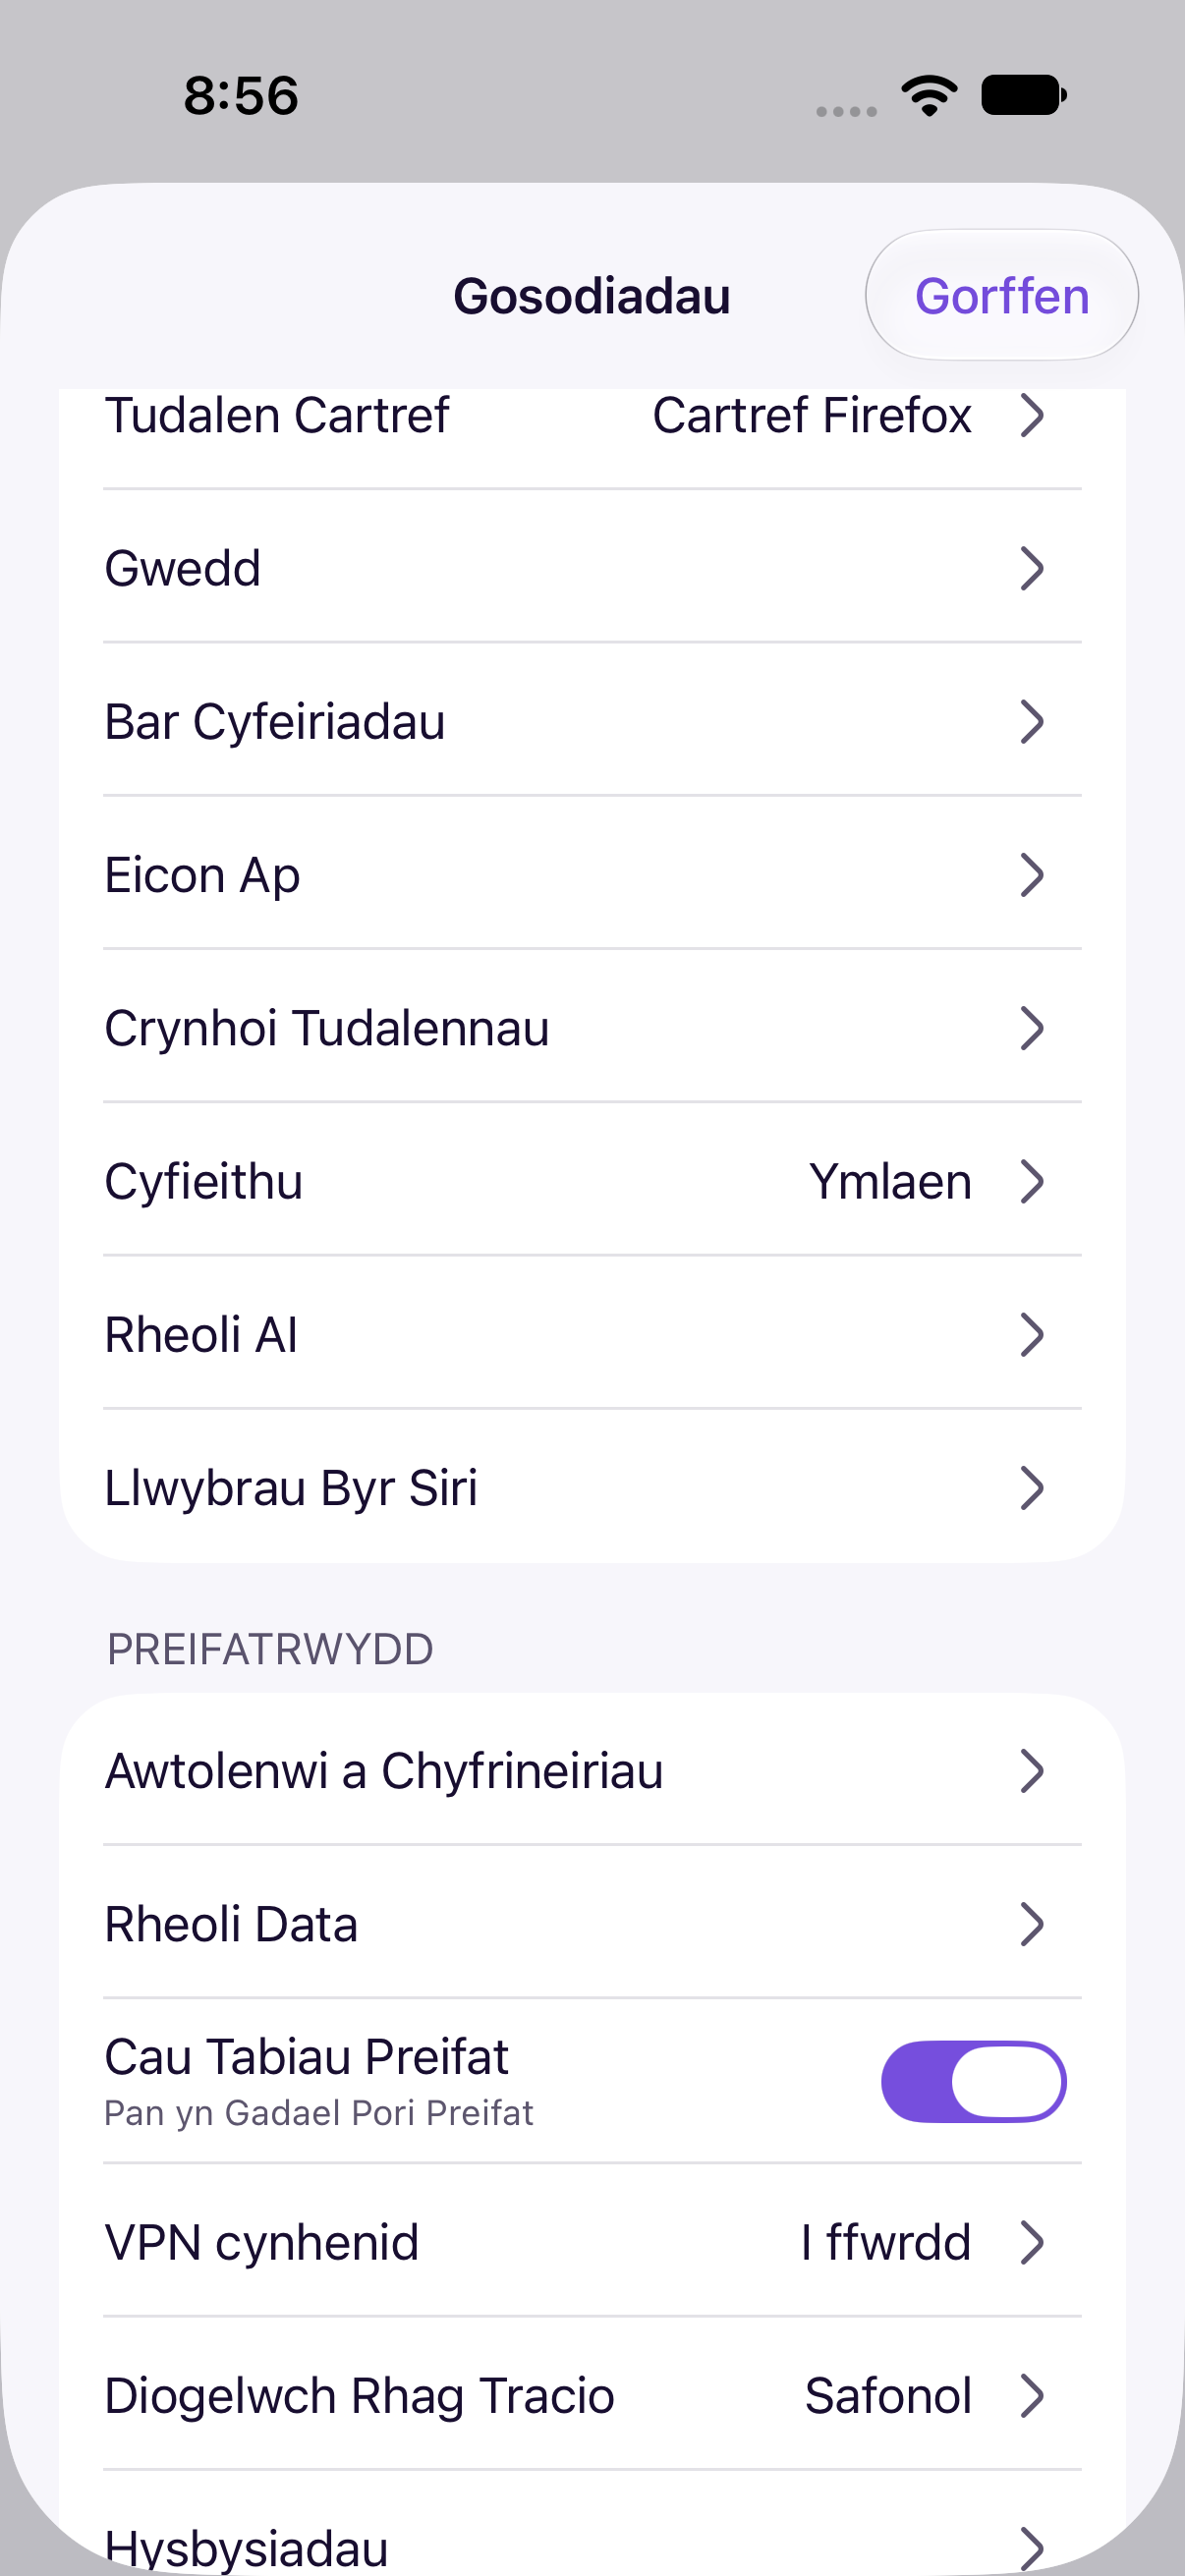 8:56
Gosodiadau
Gorffen
Tudalen Cartref
Cartref Firefox
Gwedd
Bar Cyfeiriadau
Eicon Ap
Crynhoi Tudalennau
Cyfieithu
Ymlaen
Rheoli AI
Llwybrau Byr Siri
PREIFATRWYDD
Awtolenwi a Chyfrineiriau
Rheoli Data
Cau Tabiau Preifat
Pan yn Gadael Pori Preifat
VPN cynhenid
I ffwrdd
Diogelwch Rhag Tracio
Safonol
Hysbysiadau